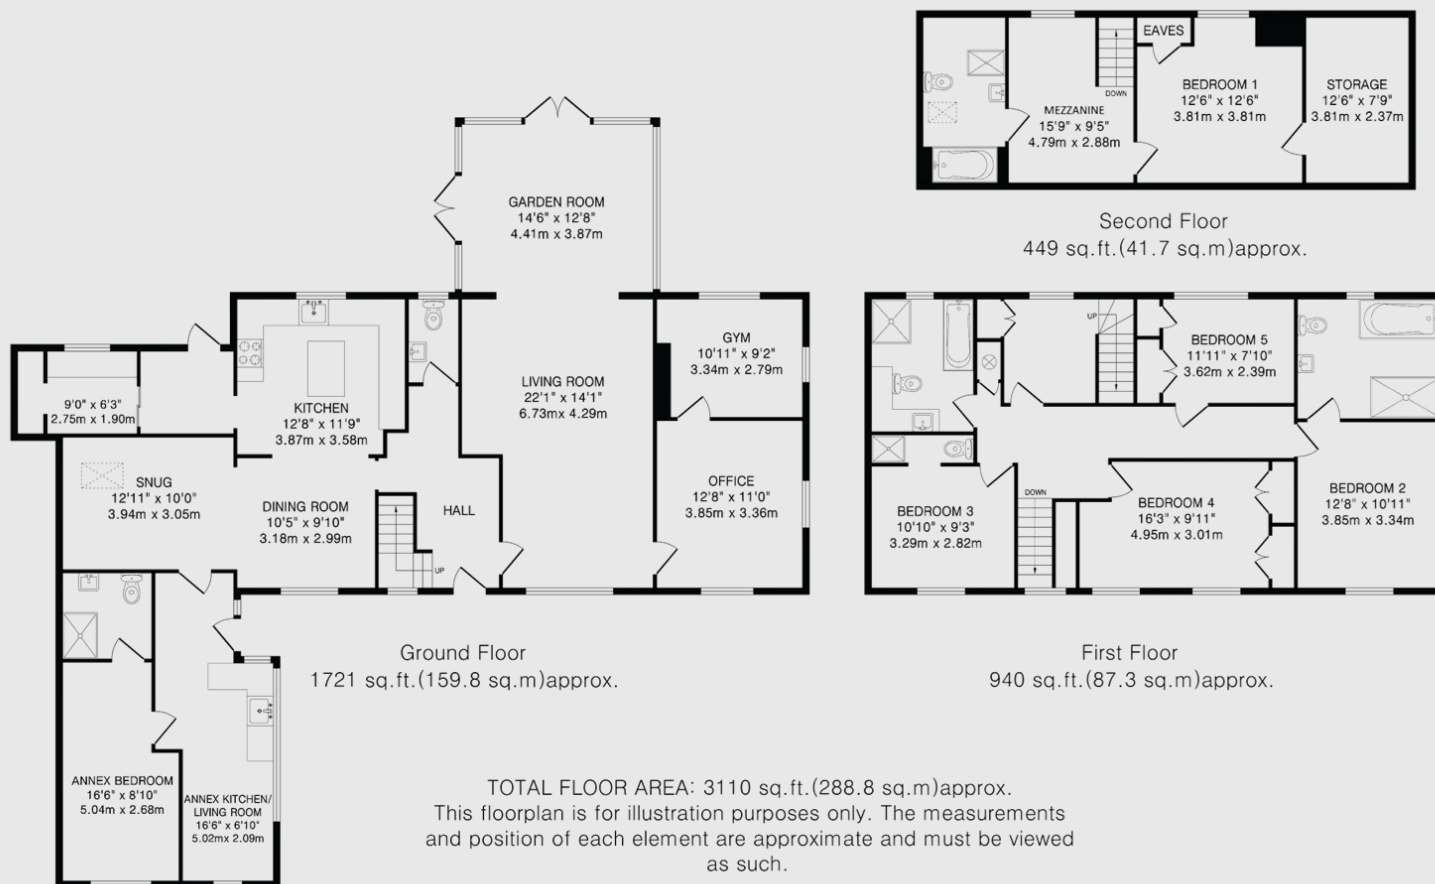 EAVES
BEDROOM 1
12'6" x 12'6"
3.81m x 3.81m
STORAGE
12'6" x 7'9"
3.81m x 2.37m
MEZZANINE
15'9" x 9'5"
4.79m x 2.88m
DOWN
Second Floor
449 sq.ft.(41.7 sq.m)approx.
GARDEN ROOM
14'6" x 12'8"
4.41m x 3.87m
GYM
10'11" x 9'2"
3.34m x 2.79m
LIVING ROOM
22'1" x 14'1"
6.73mx 4.29m
KITCHEN
12'8" x 11'9"
3.87m x 3.58m
9'0" x 6'3"
2.75m x 1.90m
SNUG
12'11" x 10'0"
3.94m x 3.05m
DINING ROOM
10'5" x 9'10"
3.18m x 2.99m
HALL
UP
OFFICE
12'8" x 11'0"
3.85m x 3.36m
UP
BEDROOM 5
11'11" x 7'10"
3.62m x 2.39m
BEDROOM 3
10'10" x 9'3"
3.29m x 2.82m
DOWN
BEDROOM 4
16'3" x 9'11"
4.95m x 3.01m
BEDROOM 2
12'8" x 10'11"
3.85m x 3.34m
Ground Floor
1721 sq.ft.(159.8 sq.m)approx.
First Floor
940 sq.ft.(87.3 sq.m)approx.
ANNEX BEDROOM
16'6" x 8'10"
5.04m x 2.68m
ANNEX KITCHEN/
LIVING ROOM
16'6" x 6'10"
5.02mx 2.09m
TOTAL FLOOR AREA: 3110 sq.ft.(288.8 sq.m)approx.
This floorplan is for illustration purposes only. The measurements
and position of each element are approximate and must be viewed
as such.